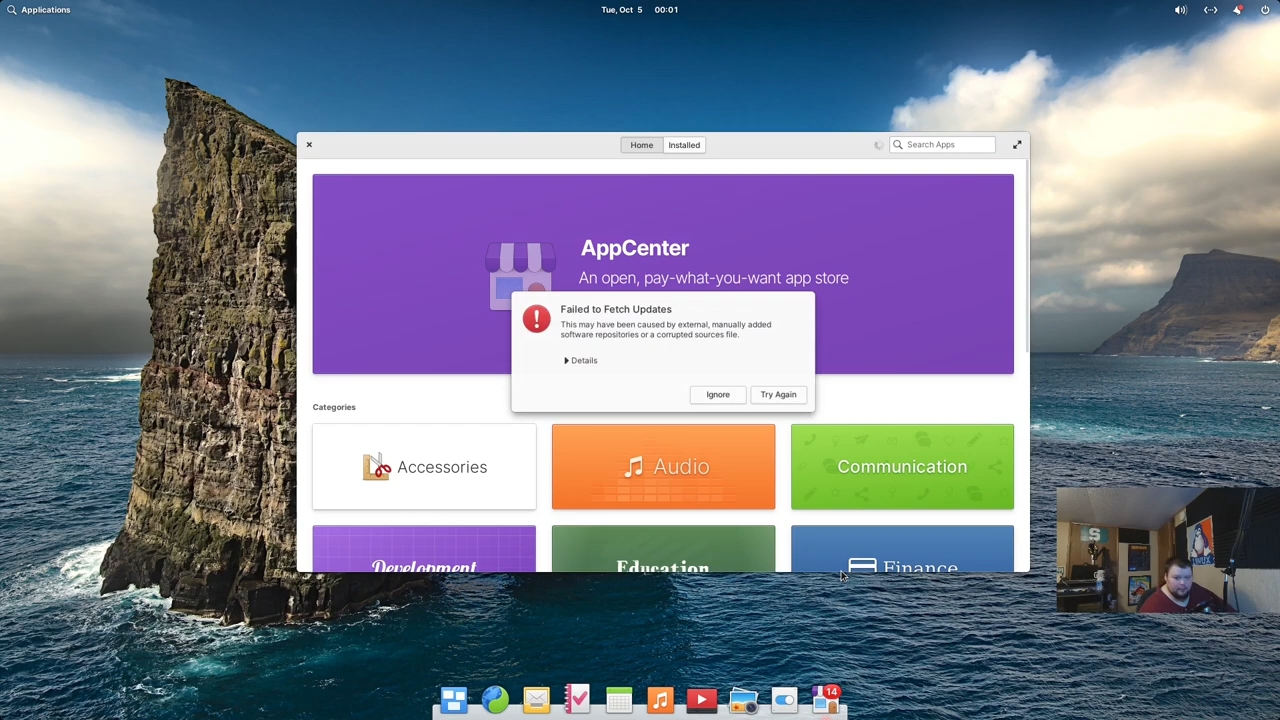 Applications
Tue, Oct 5 00:01
Home
Installed
Search Apps
AppCenter
An open, pay-what-you-want app store
Failed to Fetch Updates
This may have been caused by external, manually added
software repositories or a corrupted sources file.
Details
Ignore
Try Again
Categories
Accessories
Audio
Communication
Development
Education
Finance
14